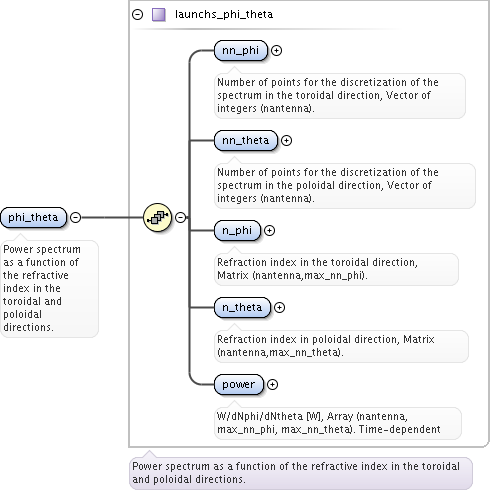 launchs_phi_theta
nn_phi
Number of points for the discretization of the
spectrum in the toroidal direction, Vector of
integers (nantenna).
nn_theta
Number of points for the discretization of the
spectrum in the poloidal direction, Vector of
integers (nantenna).
phi_theta
Power spectrum
as a function of
the refractive
index in the
toroidal and
poloidal
directions.
n_phi
Refraction index in the toroidal direction,
Matrix (nantenna,max_nn_phi).
n_theta
Refraction index in poloidal direction, Matrix
(nantenna,max_nn_theta).
power
W/dNphi/dNtheta [W], Array (nantenna,
max_nn_phi, max_nn_theta). Time-dependent
Power spectrum as a function of the refractive index in the toroidal
and poloidal directions.